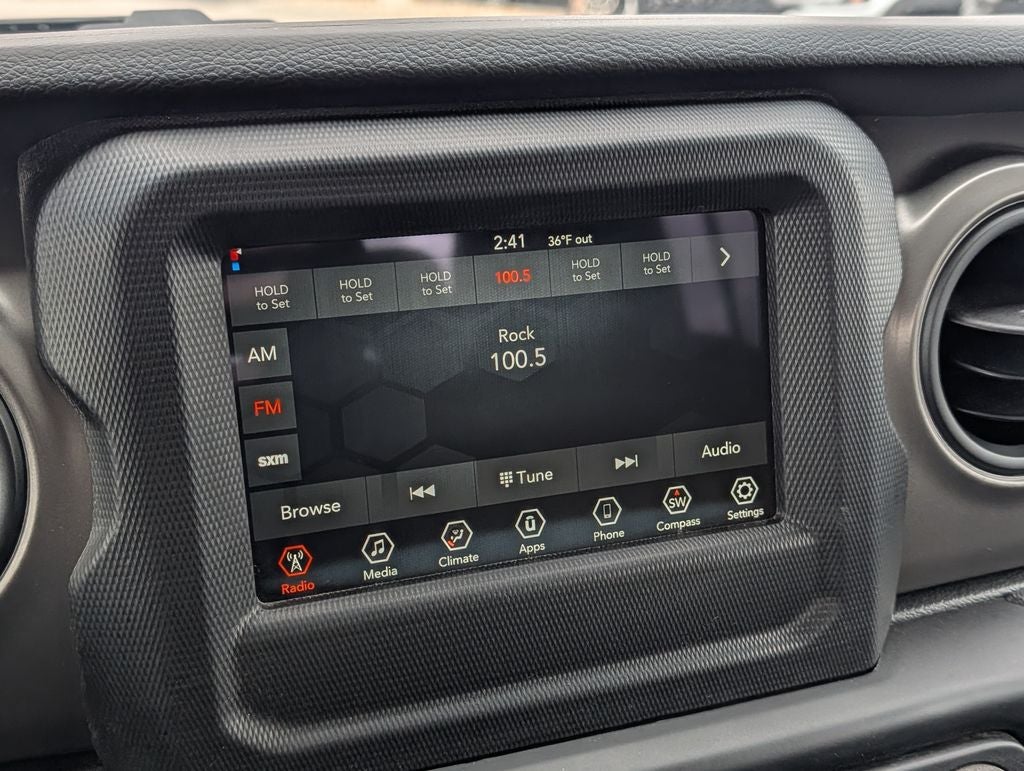 2:41 36°F out
HOLD
to Set
HOLD
to Set
HOLD
to Set
100.5
HOLD
to Set
HOLD
to Set
Rock
100.5
AM
FM
sxm
Browse
Tune
Audio
Radio
Media
Climate
Apps
Phone
SW
Compass
Settings